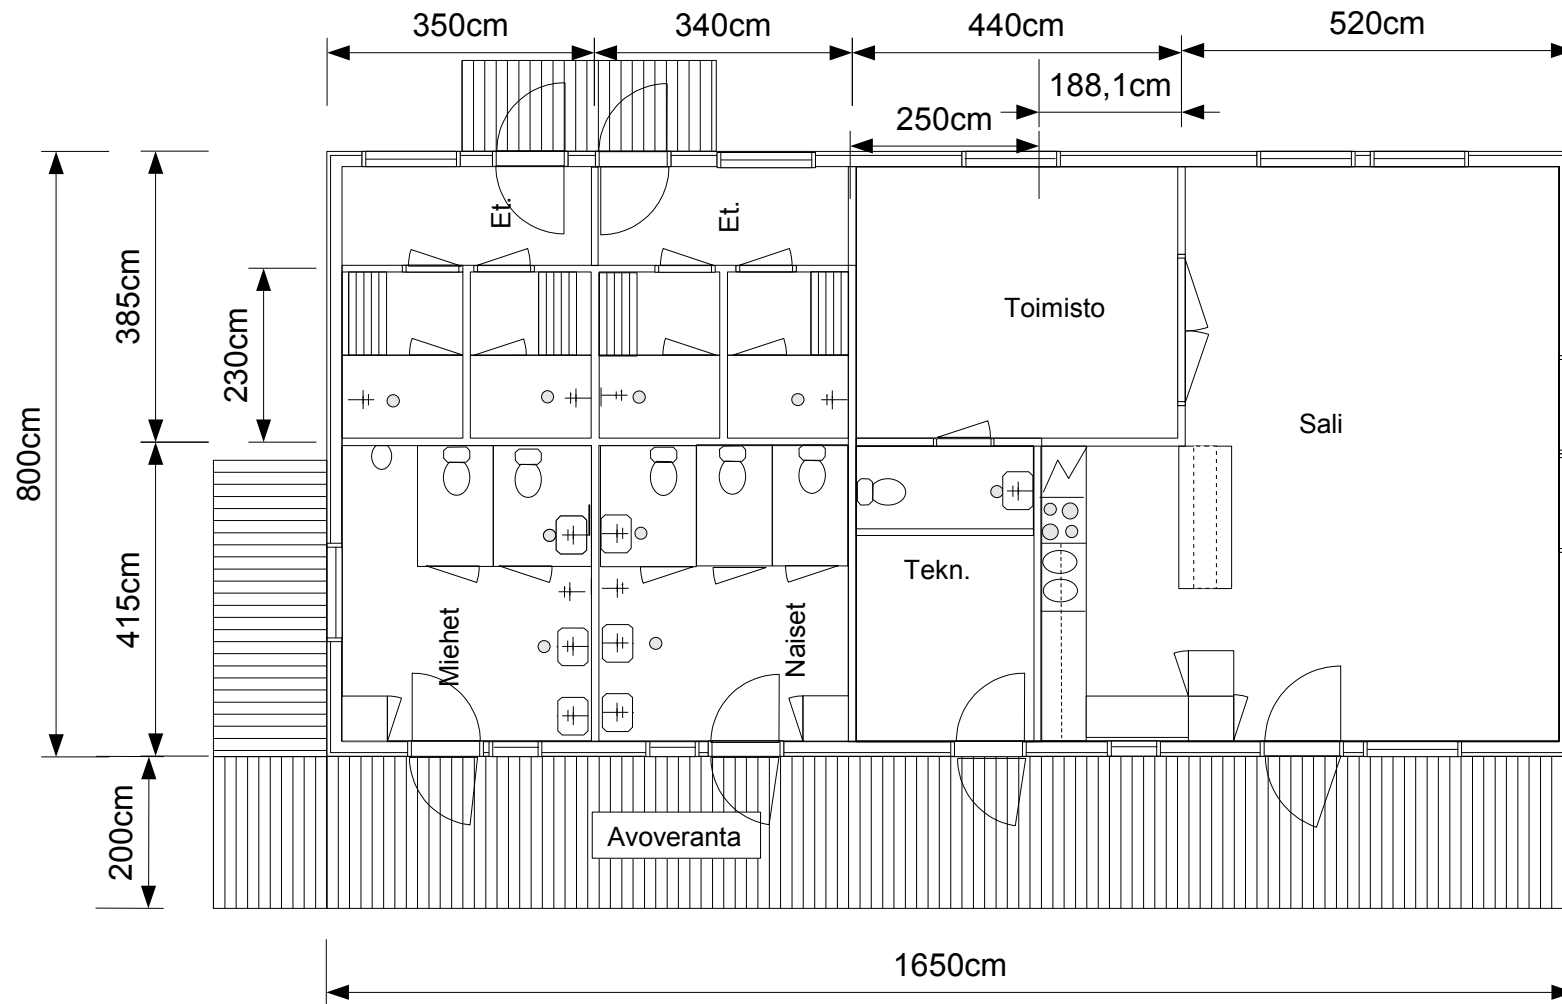 350cm
340cm
440cm
520cm
188,1cm
250cm
Et.
Et.
385cm
230cm
800cm
415cm
200cm
Toimisto
Sali
Tekn.
Miehet
Naiset
Avoveranta
1650cm